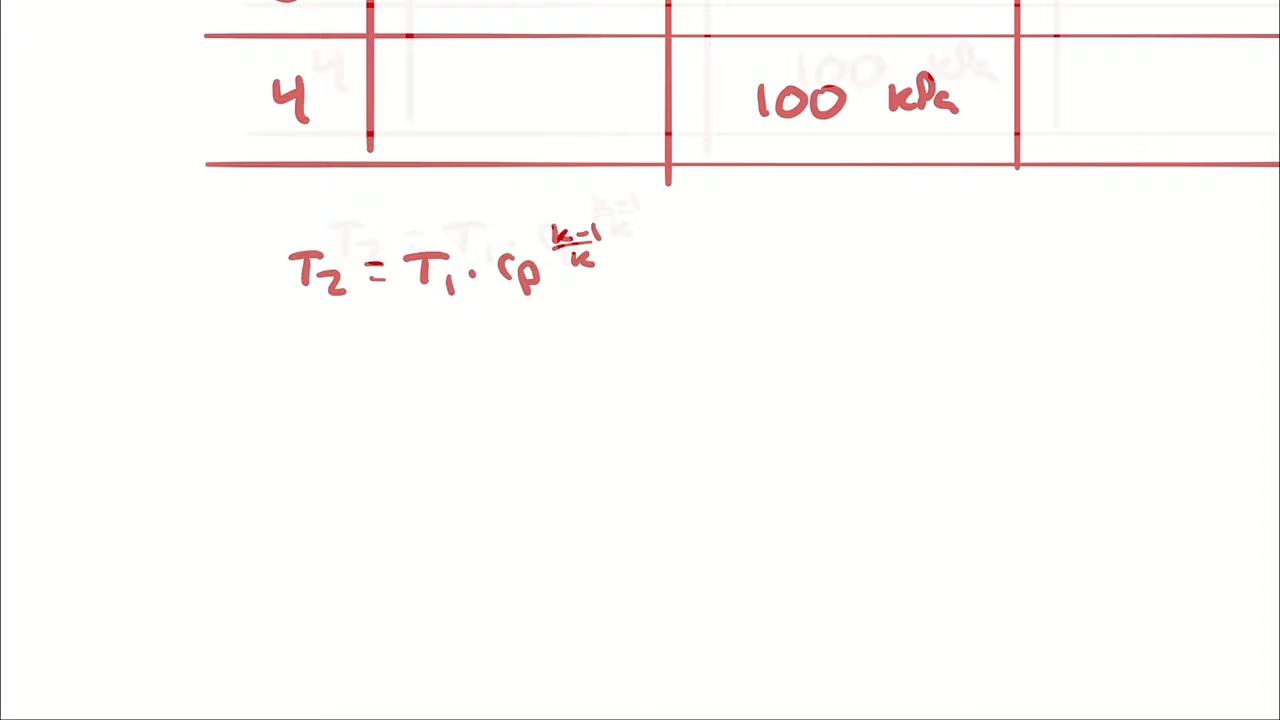 4 100 kPa
T₂ = T₁ · rp^(k-1/k)